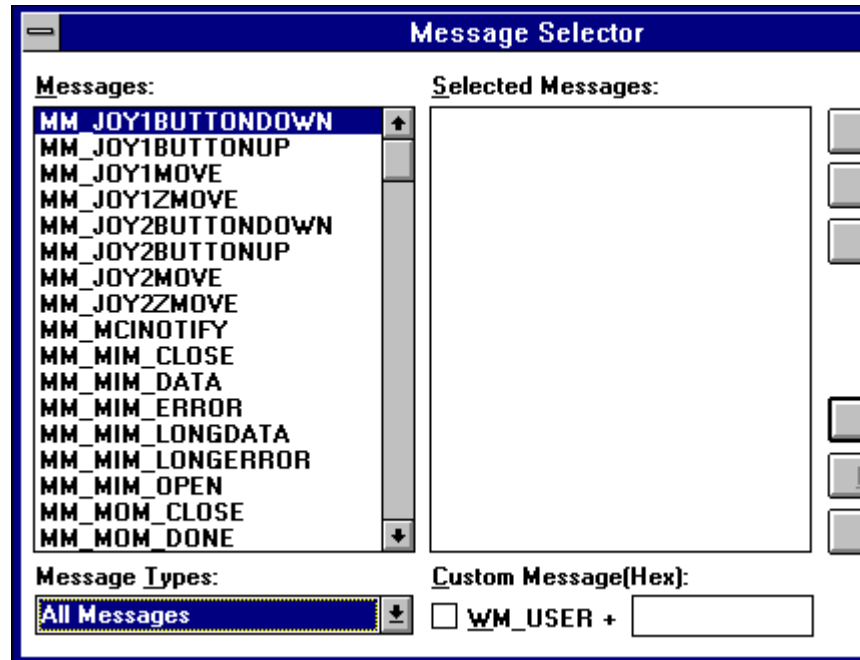 Message Selector
Messages:
MM_JOY1BUTTONDOWN
MM_JOY1BUTTONUP
MM_JOY1MOVE
MM_JOY1ZMOVE
MM_JOY2BUTTONDOWN
MM_JOY2BUTTONUP
MM_JOY2MOVE
MM_JOY2ZMOVE
MM_MCINOTIFY
MM_MIM_CLOSE
MM_MIM_DATA
MM_MIM_ERROR
MM_MIM_LONGDATA
MM_MIM_LONGERROR
MM_MIM_OPEN
MM_MOM_CLOSE
MM_MOM_DONE
Selected Messages:
Message Types:
All Messages
Custom Message(Hex):
WM_USER +